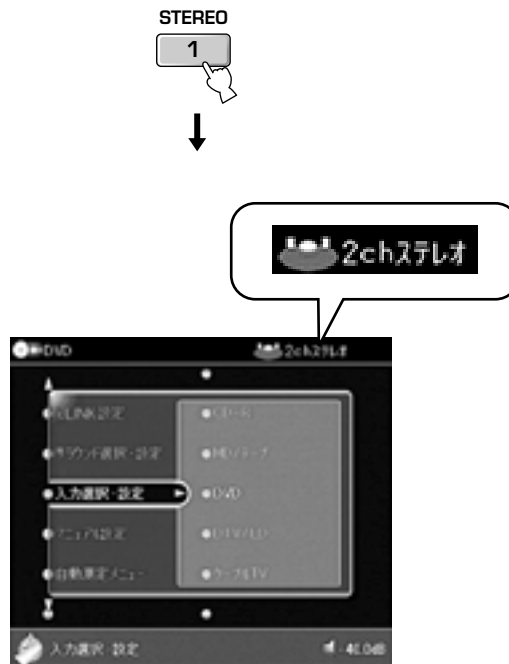 STEREO
1
2chステレオ
DVD 2chステレオ
i.LINK設定 CD-R
サラウンド選択・設定 MD/テープ
入力選択・設定 DVD
マニュアル設定 DTV/LD
自動測定メニュー ケーブルTV
入力選択・設定